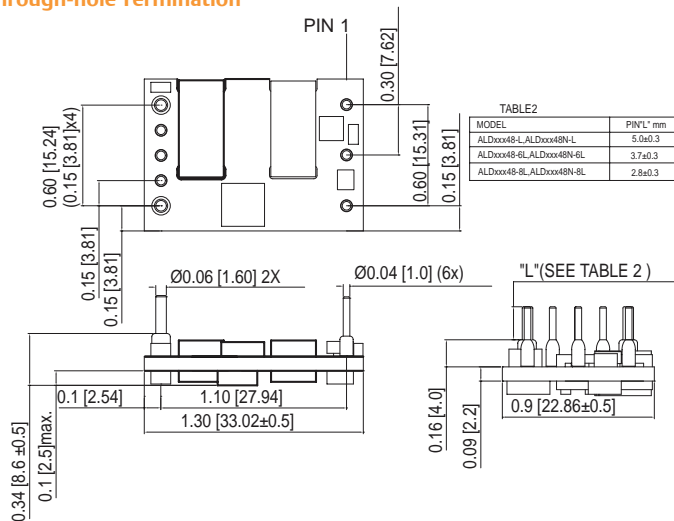 rough-hole Termination
PIN 1
0.30 [7.62]
0.60 [15.24]
(0.15 [3.81]x4)
0.60 [15.31]
0.15 [3.81]
0.15 [3.81]
0.15 [3.81]
TABLE2
MODEL PIN"L" mm
ALDxxx48-L,ALDxxx48N-L 5.0±0.3
ALDxxx48-6L,ALDxxx48N-6L 3.7±0.3
ALDxxx48-8L,ALDxxx48N-8L 2.8±0.3
Ø0.06 [1.60] 2X
Ø0.04 [1.0] (6x)
"L"(SEE TABLE 2 )
0.1 [2.54]
1.10 [27.94]
1.30 [33.02±0.5]
0.34 [8.6 ±0.5]
0.1 [2.5]max.
0.16 [4.0]
0.09 [2.2]
0.9 [22.86±0.5]